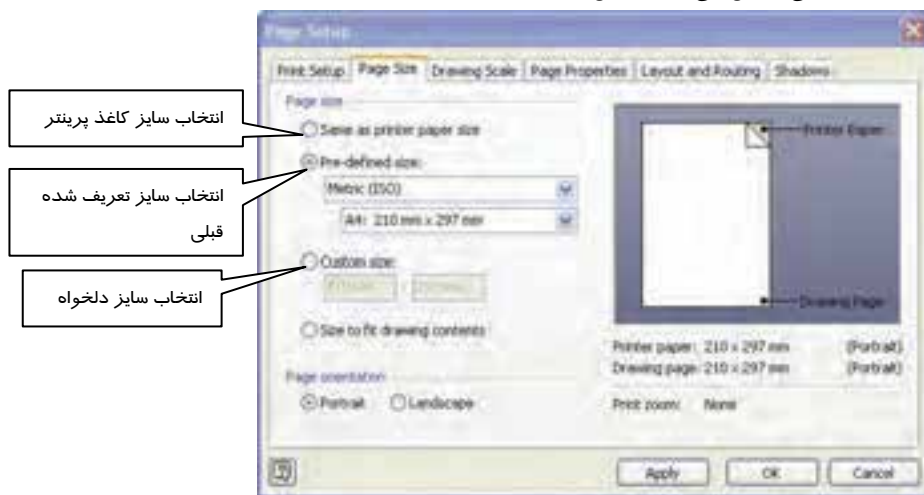 Page Setup
Print Setup Page Size Drawing Scale Page Properties Layout and Routing Shadows
Page size
Same as printer paper size
Pre-defined size:
Metric (ISO)
A4: 210 mm x 297 mm
Custom size:
Size to fit drawing contents
Page orientation
Portrait Landscape
Printer Paper
Drawing Page
Printer paper: 210 x 297 mm (Portrait)
Drawing page: 210 x 297 mm (Portrait)
Print zoom: None
Apply OK Cancel
انتخاب سایز کاغذ پرینتر
انتخاب سایز تعریف شده
قبلی
انتخاب سایز دلخواه